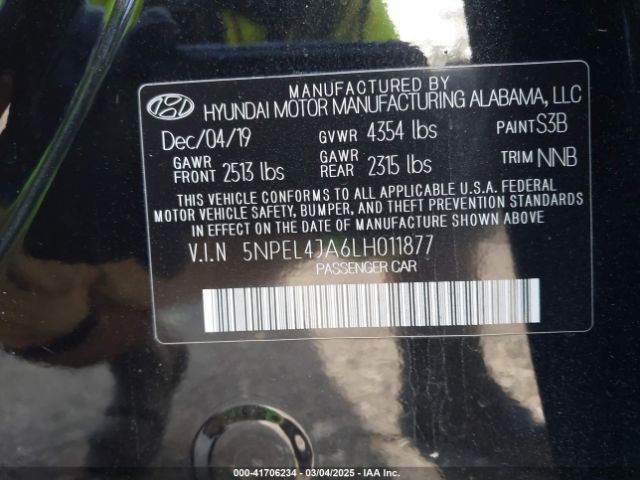 MANUFACTURED BY
HYUNDAI MOTOR MANUFACTURING ALABAMA, LLC
Dec/04/19 GVWR 4354 lbs PAINT S3B
GAWR FRONT 2513 lbs GAWR REAR 2315 lbs TRIM NNB
THIS VEHICLE CONFORMS TO ALL APPLICABLE U.S.A. FEDERAL
MOTOR VEHICLE SAFETY, BUMPER, AND THEFT PREVENTION
STANDARDS IN EFFECT ON THE DATE OF MANUFACTURE SHOWN ABOVE.
V.I.N 5NPEL4JA6LH011877
PASSENGER CAR
000-41706234 - 03/04/2025 - IAA Inc.